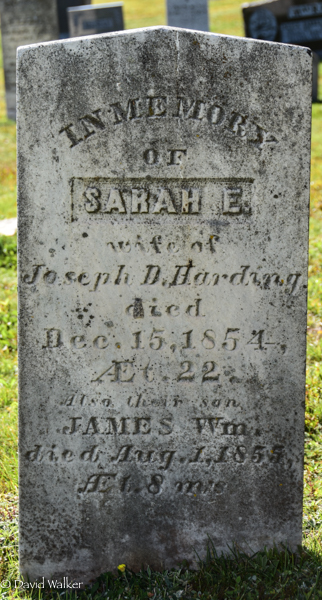 IN MEMORY
OF
SARAH E.
wife of
Joseph D. Harding,
died
Dec. 15, 1854,
Æt. 22.
Also their son
JAMES Wm.
died Aug. 1, 1855,
Æt. 8 ms
© David Walker